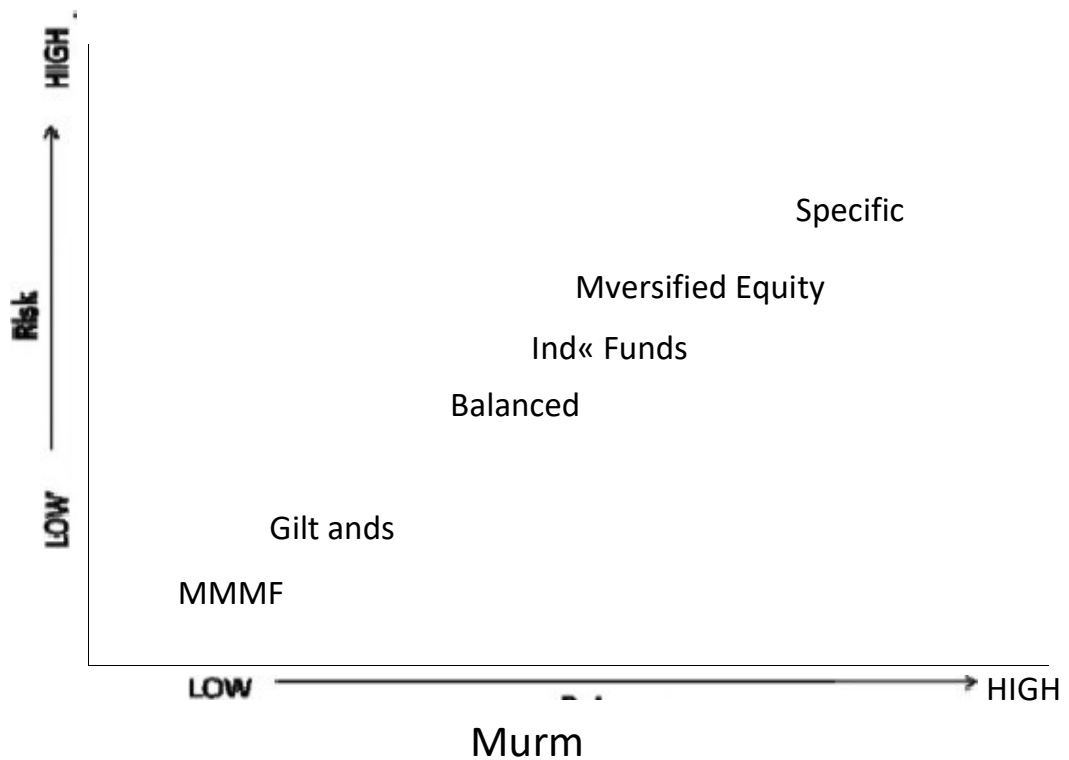 HIGH
Specific
Mversified Equity
Risk
Ind« Funds
Balanced
LOW
Gilt ands
MMMF
LOW
HIGH
Murm